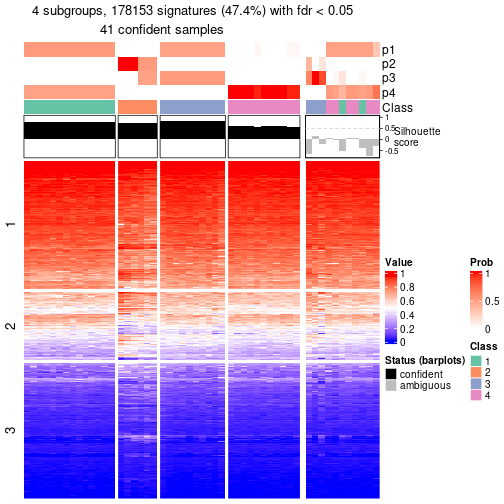 4 subgroups, 178153 signatures (47.4%) with fdr < 0.05
41 confident samples
p1
p2
p3
p4
Class
1
0.5
0
-0.5
Silhouette
score
1
2
3
Value
1
0.8
0.6
0.4
0.2
0
Prob
1
0.5
0
Status (barplots)
confident
ambiguous
Class
1
2
3
4